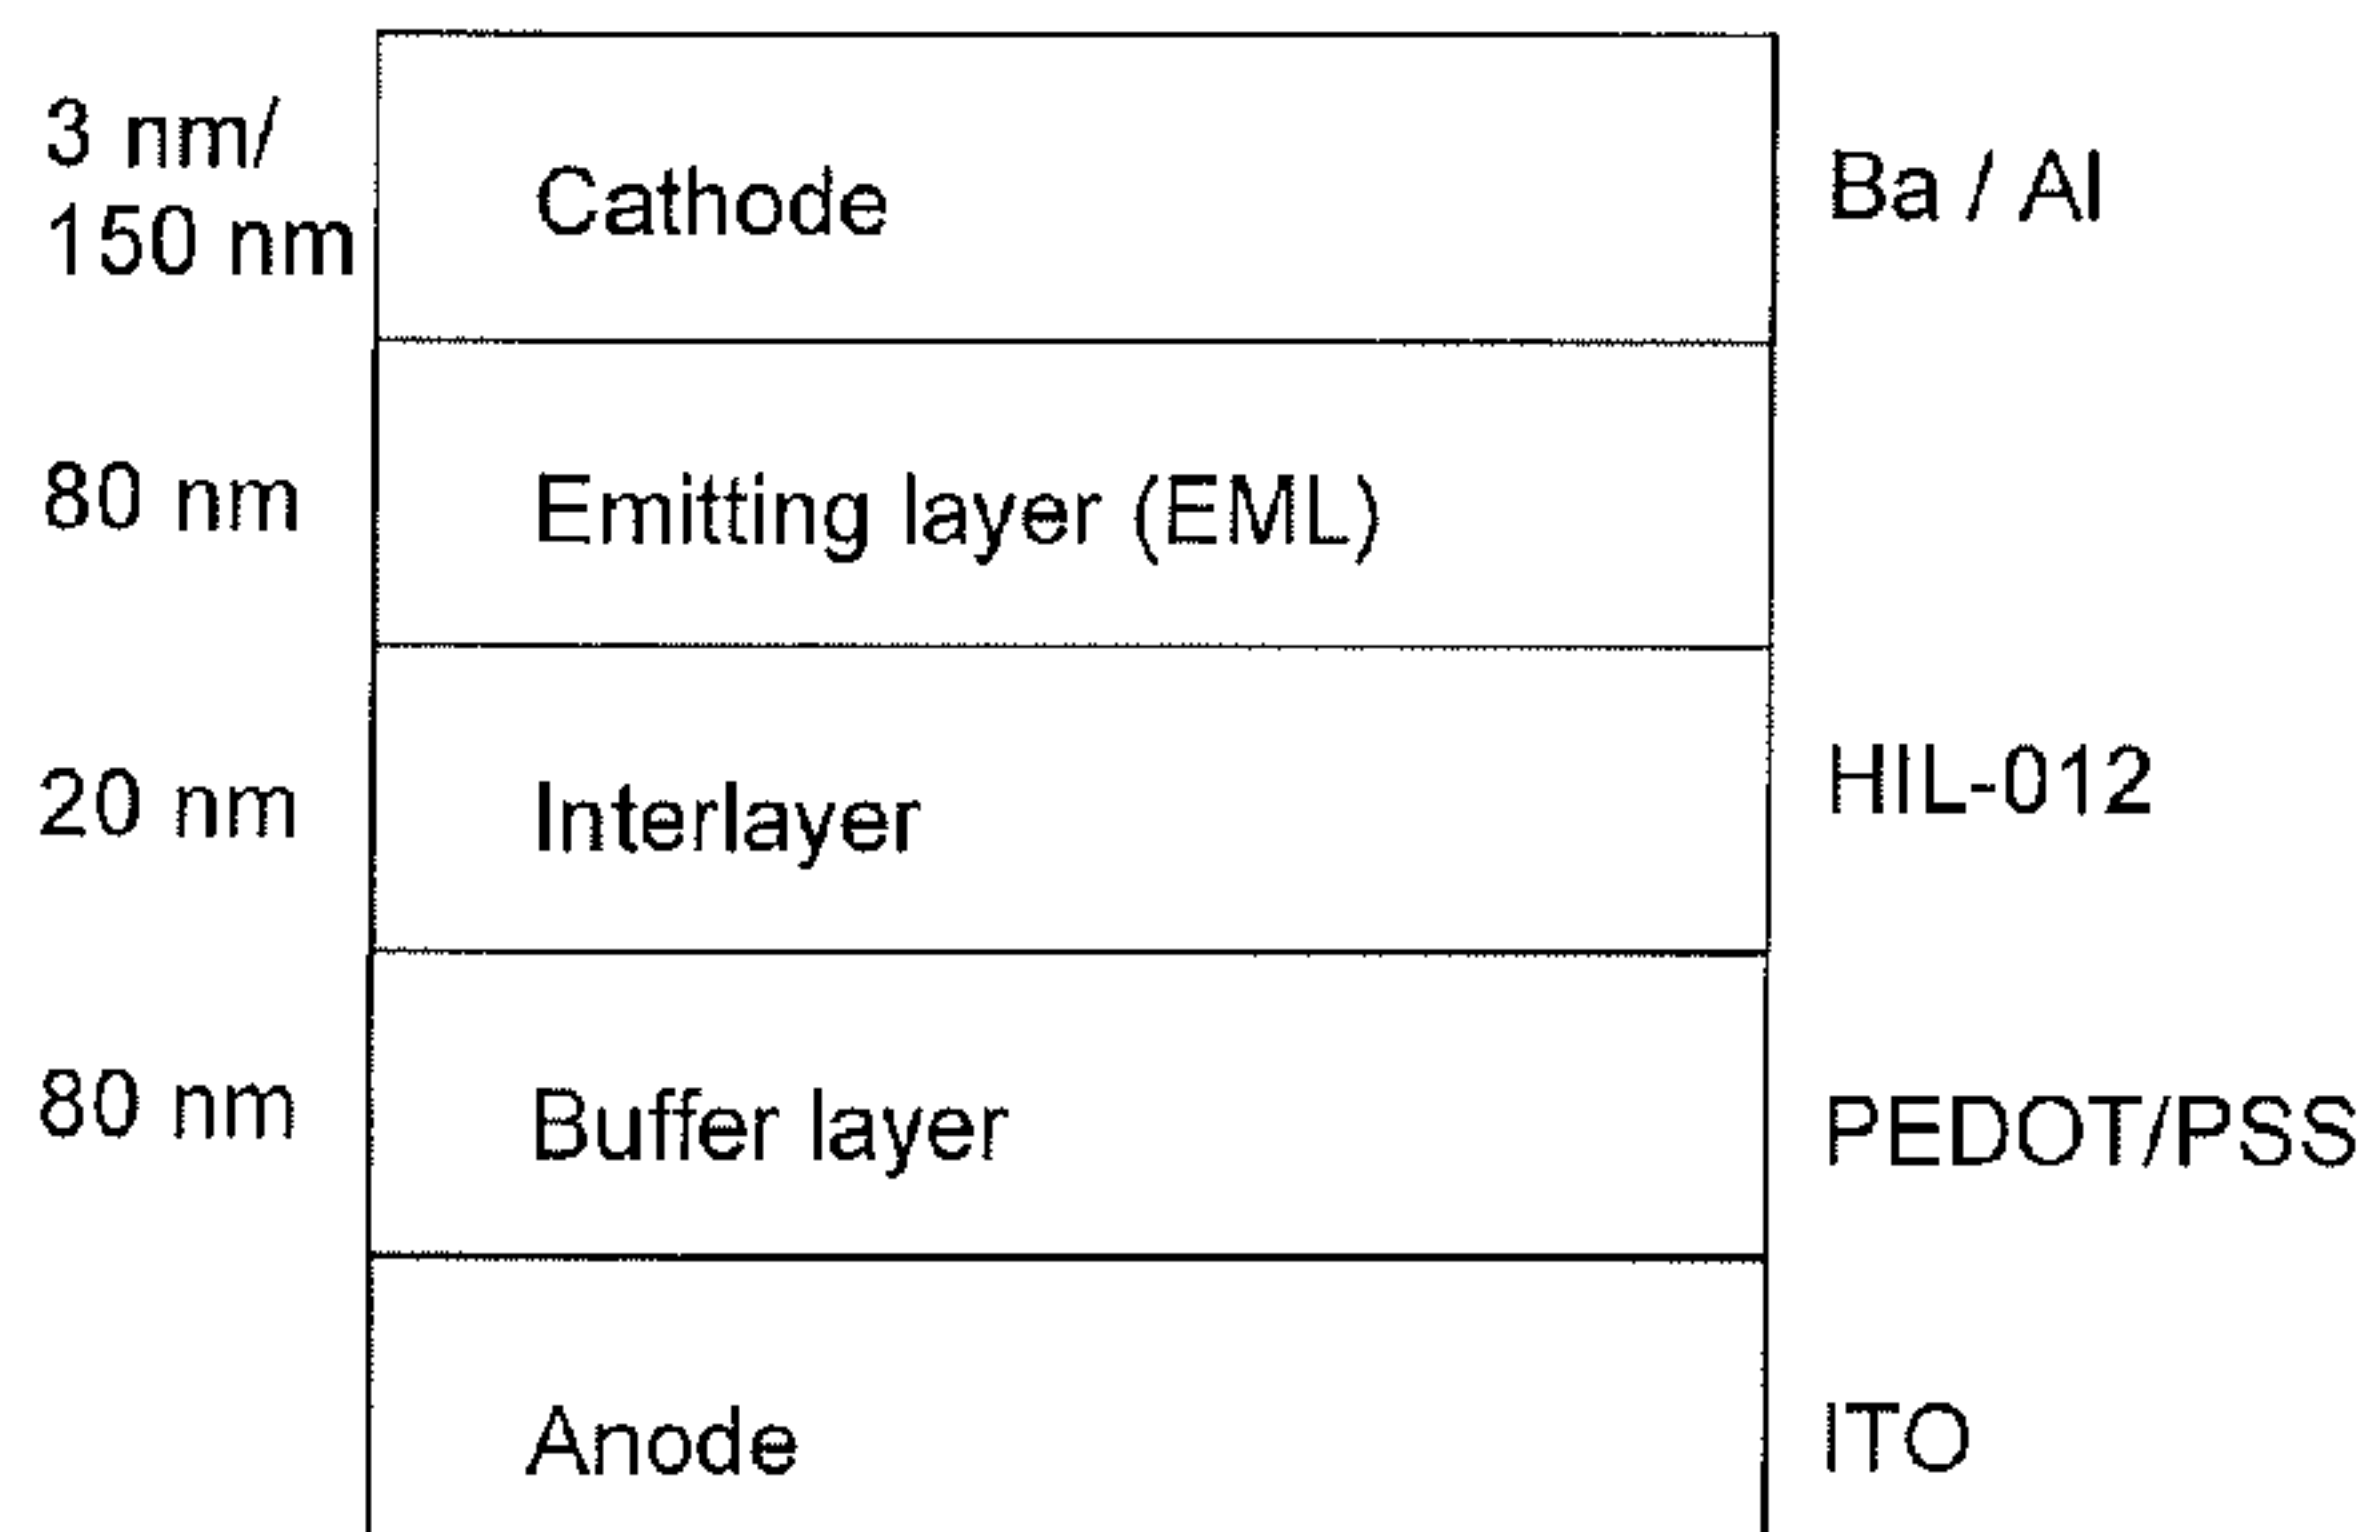 3 nm/
150 nm
Cathode
Ba / Al
80 nm
Emitting layer (EML)
20 nm
Interlayer
HIL-012
80 nm
Buffer layer
PEDOT/PSS
Anode
ITO